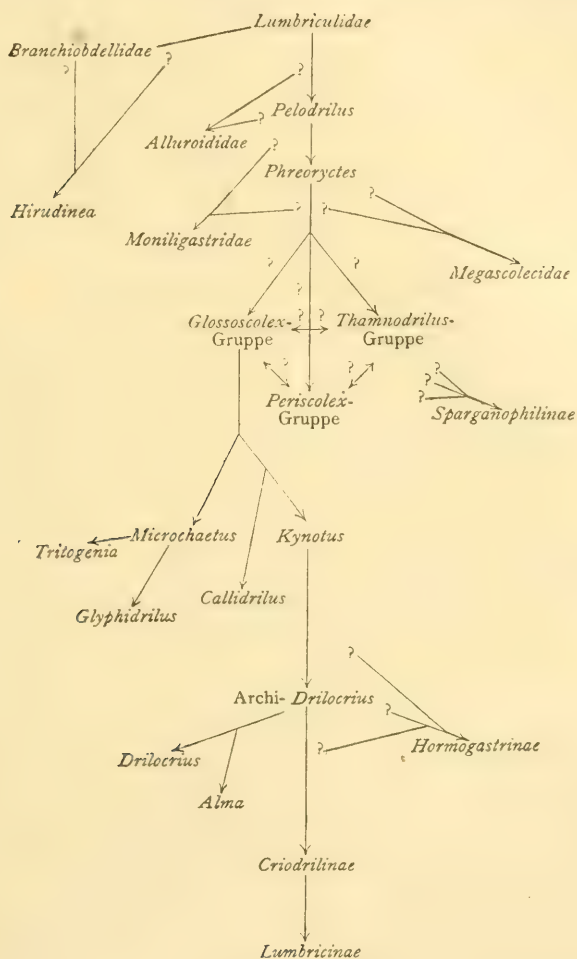 Lumbriculidae
Branchiobdellidae
?
?
?
Pelodrilus
?
Alluroididae
?
Phreoryctes
?
Hirudinea
? ?
Moniligastridae
Megascolecidae
? ?
?
Glossoscolex-
Gruppe
? ?
Thamnodrilus-
Gruppe
? ?
Periscolex-
Gruppe
?
?
?
Sparganophilinae
Tritogenia
Microchaetus
Kynotus
Glyphidrilus
Callidrilus
?
Archi-Drilocrius
?
?
Hormogastrinae
Drilocrius
Alma
Criodrilinae
Lumbricinae